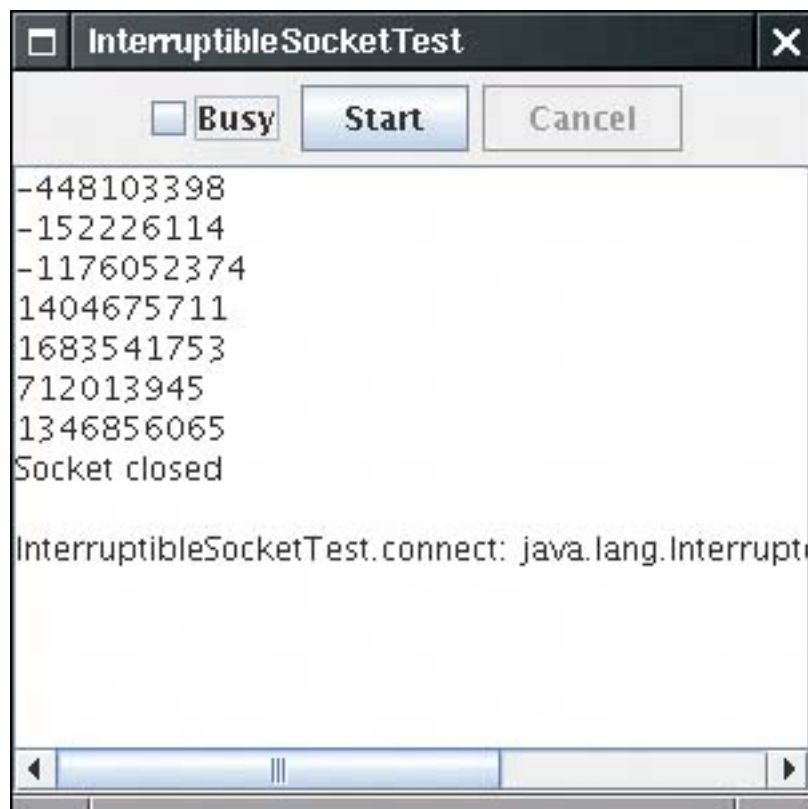 InterruptibleSocketTest
Busy Start Cancel
-448103398
-152226114
-1176052374
1404675711
1683541753
712013945
1346856065
Socket closed
InterruptibleSocketTest.connect: java.lang.Interrupt